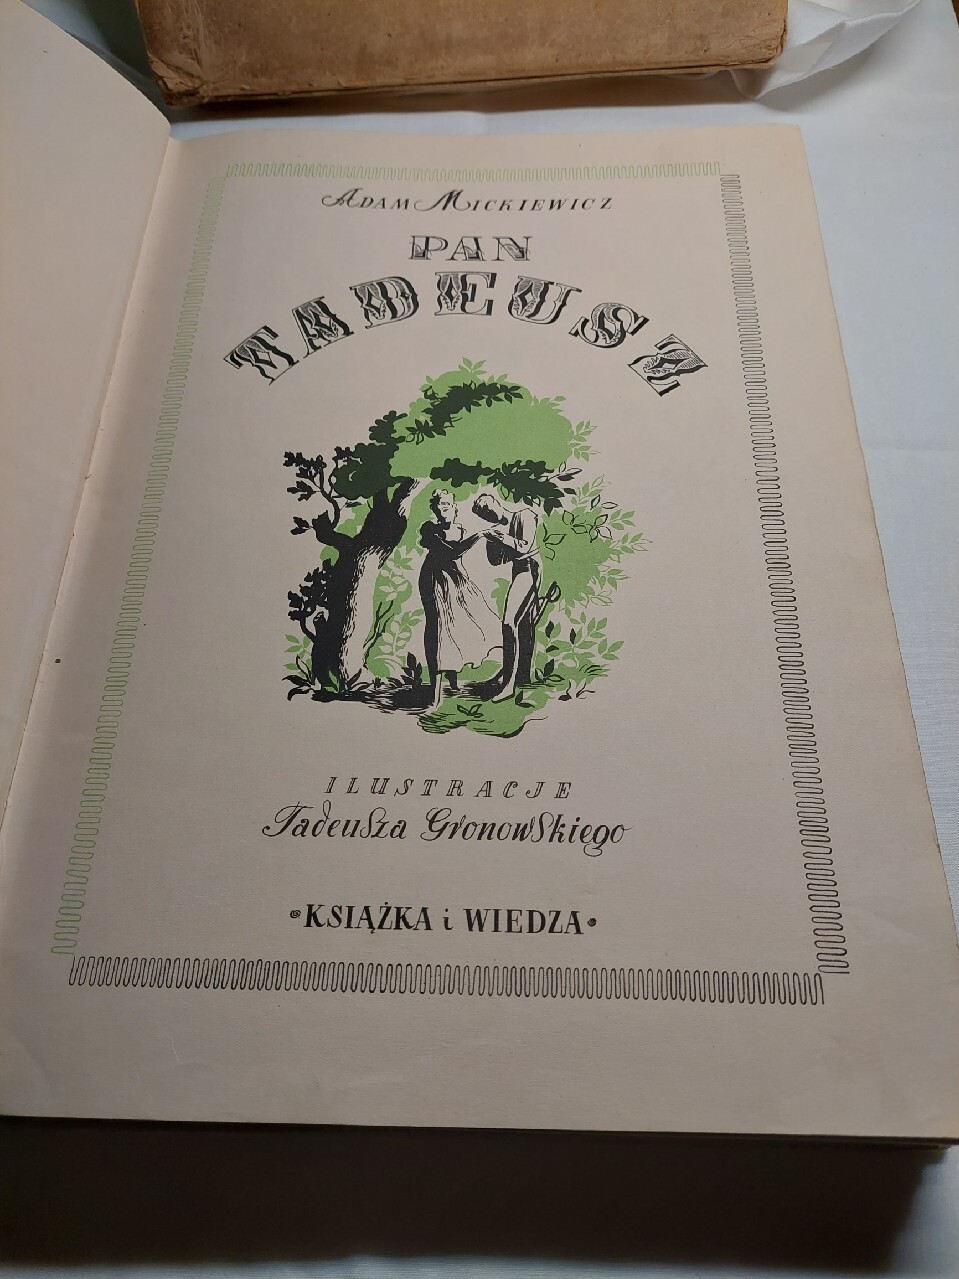 ADAM MICKIEWICZ
PAN
TADEUSZ
ILUSTRACJE
Tadeusza Gronowskiego
•KSIĄŻKA i WIEDZA•